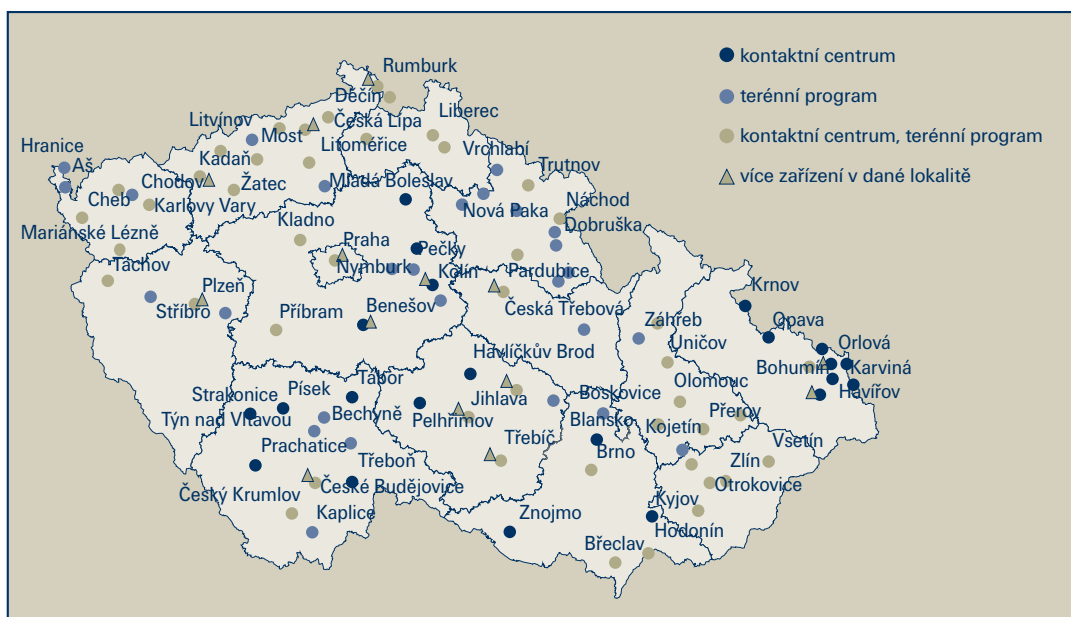 kontaktní centrum
terénní program
kontaktní centrum, terénní program
více zařízení v dané lokalitě
Rumburk
Děčín
Liberec
Litvínov
Česká Lípa
Most
Litoměřice
Hranice
Aš
Kadaň
Vrchlabí
Trutnov
Cheb
Chodov
Žatec
Mladá Boleslav
Karlovy Vary
Nová Paka
Náchod
Kladno
Dobruška
Mariánské Lézně
Praha
Pečky
Tachov
Nymburk
Kolín
Pardubice
Plzeň
Krnov
Stříbro
Příbram
Benešov
Česká Třebová
Záhreb
Opava
Uničov
Orlová
Havlíčkův Brod
Bohumín
Karviná
Tábor
Olomouc
Havířov
Strakonice
Písek
Jihlava
Boskovice
Týn nad Vltavou
Bechyně
Pelhřimov
Blansko
Kojetín
Přerov
Prachatice
Třebíč
Brno
Vsetín
Třeboň
Zlín
Český Krumlov
České Budějovice
Otrokovice
Kaplice
Znojmo
Kyjov
Hodonín
Břeclav